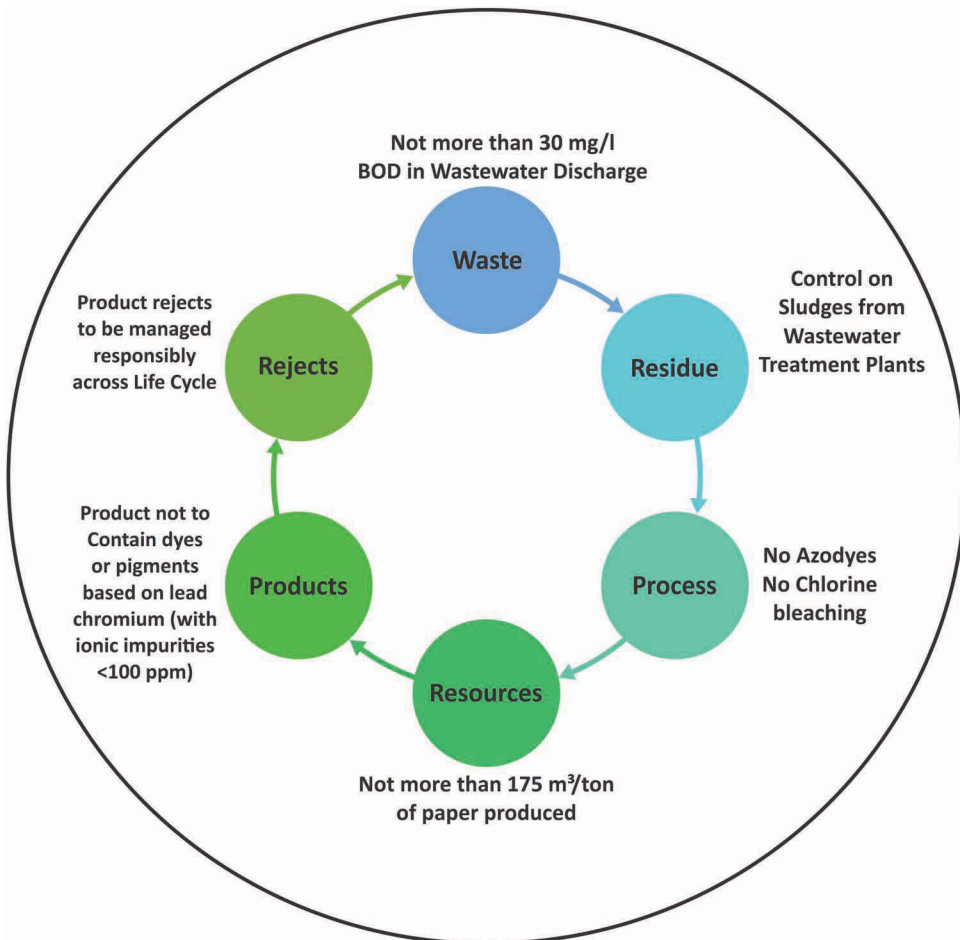 Not more than 30 mg/l
BOD in Wastewater Discharge
Waste
Control on
Sludges from
Wastewater
Treatment Plants
Residue
No Azodyes
No Chlorine
bleaching
Process
Resources
Not more than 175 m³/ton
of paper produced
Product not to
Contain dyes
or pigments
based on lead
chromium (with
ionic impurities
<100 ppm)
Products
Product rejects
to be managed
responsibly
across Life Cycle
Rejects